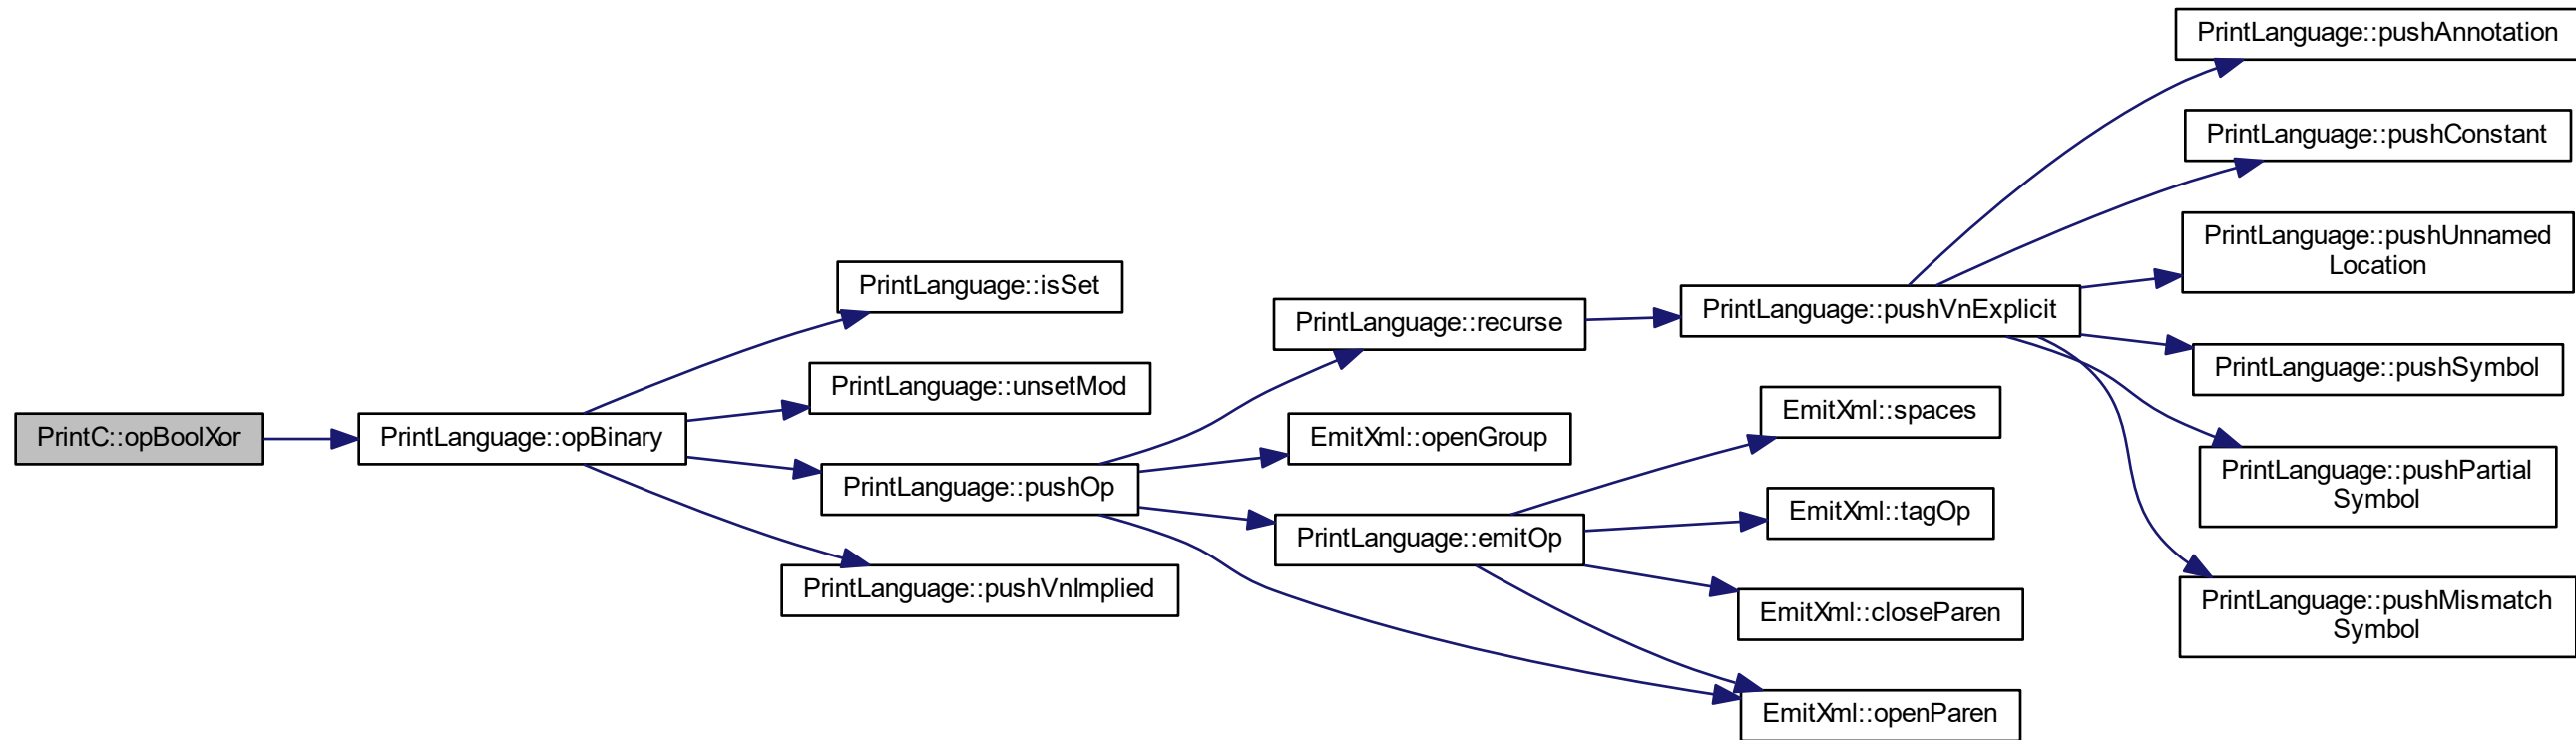 PrintLanguage::pushAnnotation
PrintLanguage::pushConstant
PrintLanguage::pushUnnamed
Location
PrintLanguage::isSet
PrintLanguage::recurse
PrintLanguage::pushVnExplicit
PrintLanguage::pushSymbol
PrintLanguage::unsetMod
EmitXml::spaces
PrintC::opBoolXor
PrintLanguage::opBinary
EmitXml::openGroup
PrintLanguage::pushPartial
Symbol
PrintLanguage::pushOp
EmitXml::tagOp
PrintLanguage::emitOp
PrintLanguage::pushVnImplied
EmitXml::closeParen
PrintLanguage::pushMismatch
Symbol
EmitXml::openParen